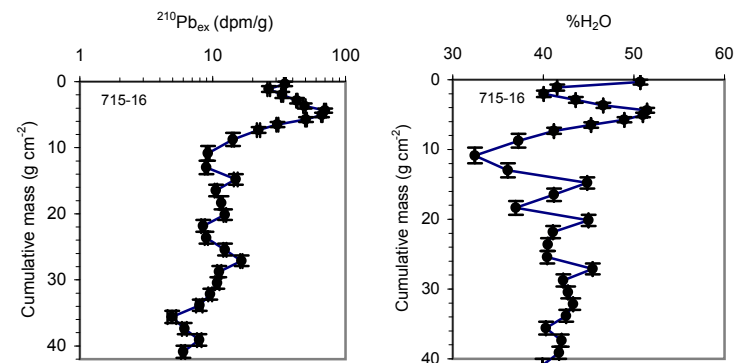 ²¹⁰Pbₑₓ (dpm/g)
1 10 100
0
10
20
30
40
Cumulative mass (g cm⁻²)
715-16
%H₂O
30 40 50 60
0
10
20
30
40
Cumulative mass (g cm⁻²)
715-16